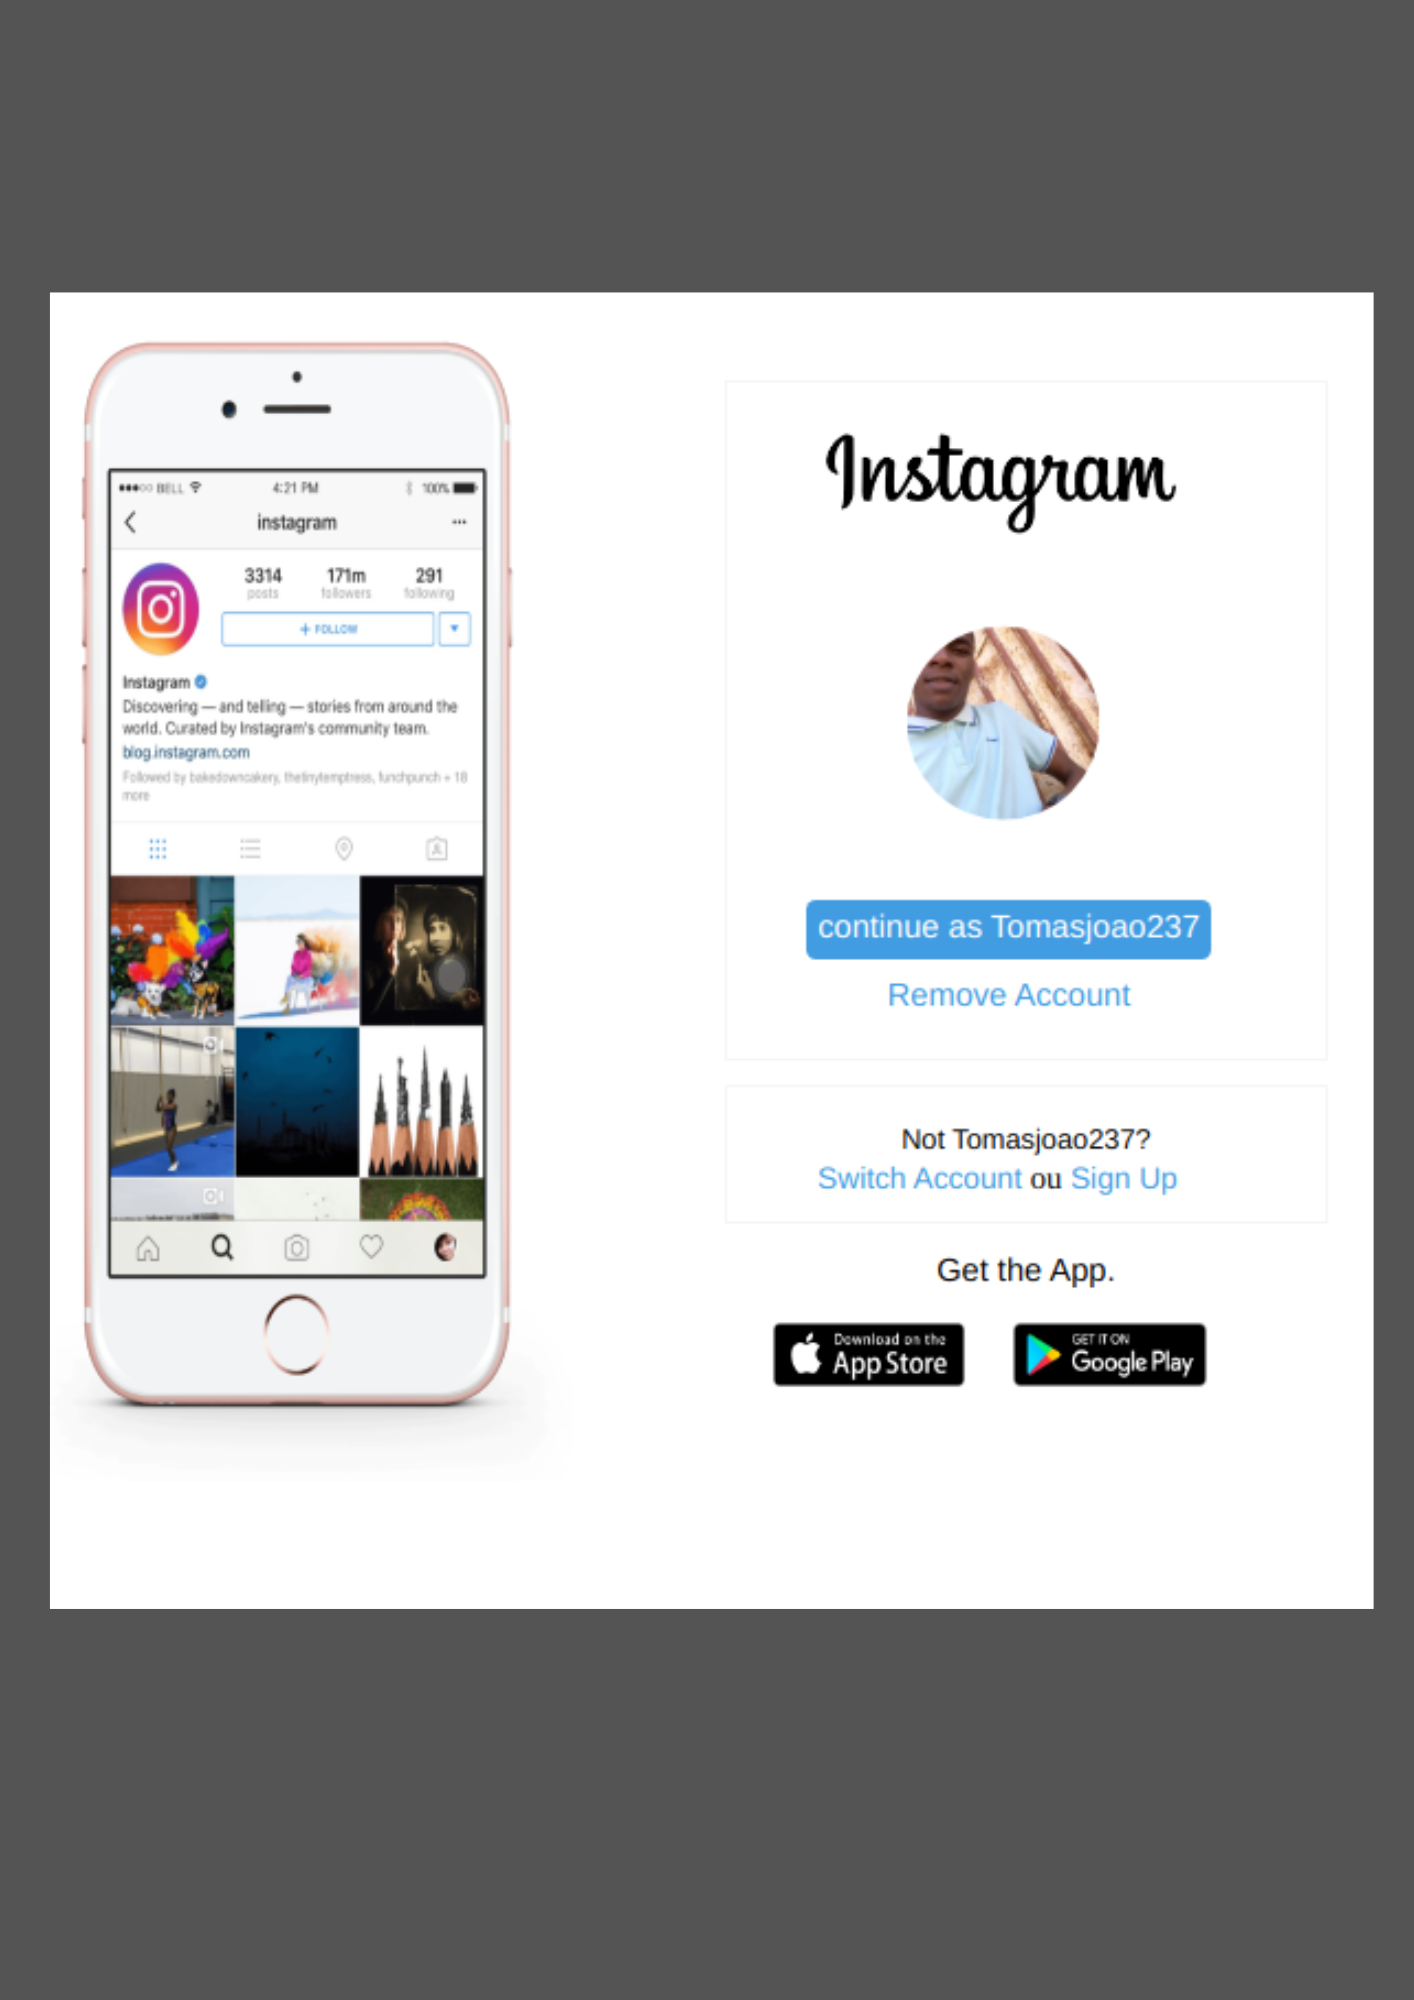 BELL
4:21 PM
100%
instagram
3314
posts
171m
followers
291
following
+ FOLLOW
Instagram
Discovering — and telling — stories from around the
world. Curated by Instagram's community team.
blog.instagram.com
Followed by bakedowncakery, thetinytemptress, lunchpunch + 18
more
Instagram
continue as Tomasjoao237
Remove Account
Not Tomasjoao237?
Switch Account ou Sign Up
Get the App.
Download on the
App Store
GET IT ON
Google Play